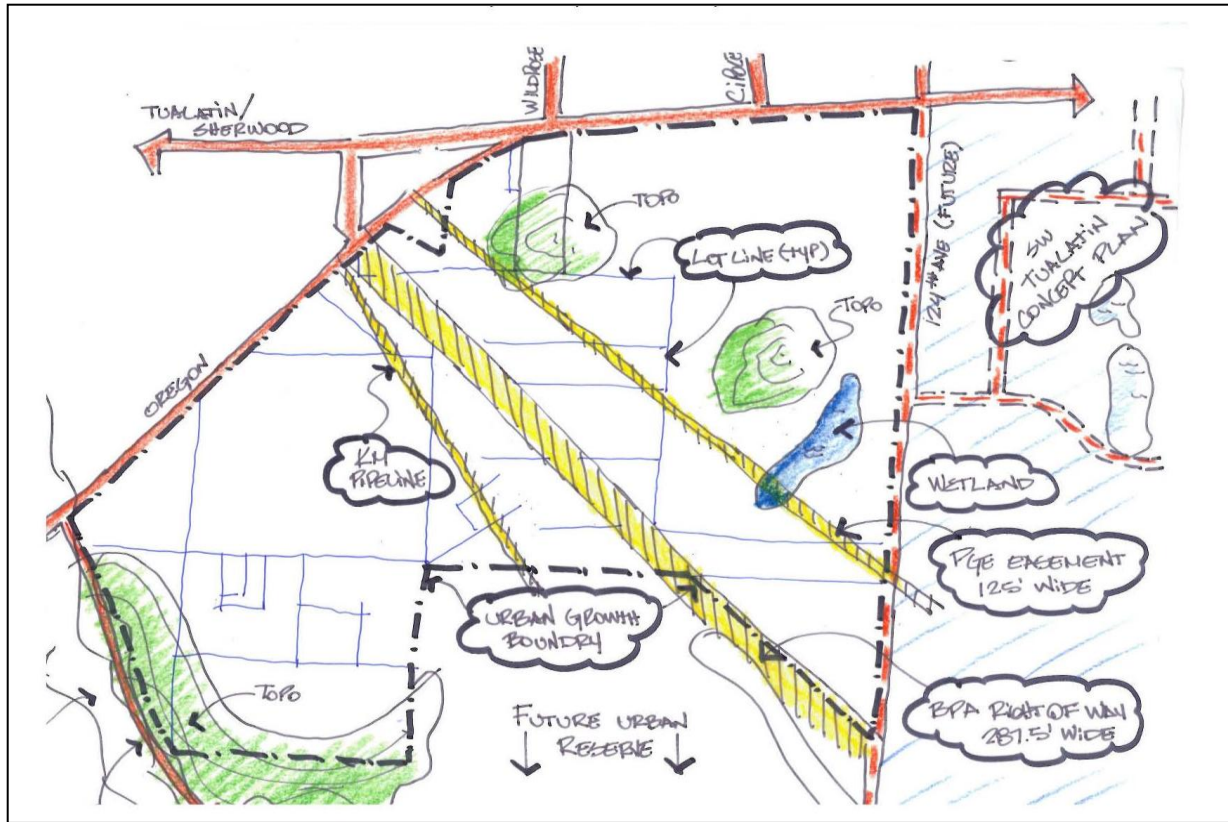 TUALATIN/
SHERWOOD
WILDROSE
CIPOLE
124TH AVE (FUTURE)
SW
TUALATIN
CONCEPT PLAN
TOPO
LOT LINE (TYP)
TOPO
OREGON
KM
PIPELINE
WETLAND
PGE EASEMENT
125' WIDE
URBAN GROWTH
BOUNDRY
TOPO
FUTURE URBAN
RESERVE
BPA RIGHT OF WAY
287.5' WIDE